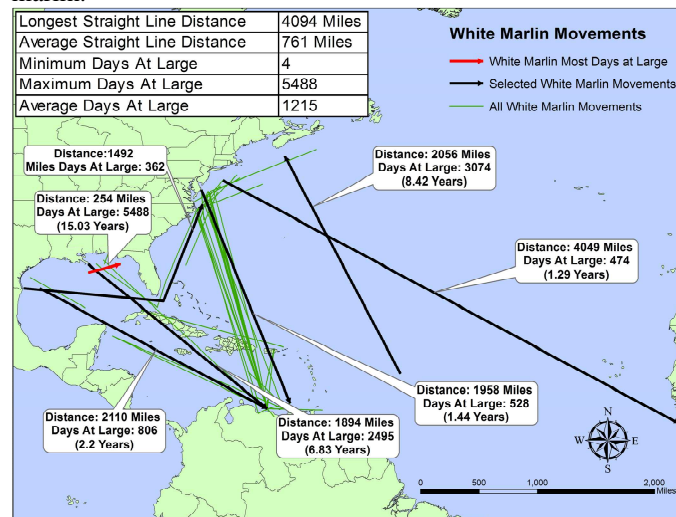 Longest Straight Line Distance 4094 Miles
Average Straight Line Distance 761 Miles
Minimum Days At Large 4
Maximum Days At Large 5488
Average Days At Large 1215
White Marlin Movements
White Marlin Most Days at Large
Selected White Marlin Movements
All White Marlin Movements
Distance:1492
Miles Days At Large: 362
Distance: 254 Miles
Days At Large: 5488
(15.03 Years)
Distance: 2056 Miles
Days At Large: 3074
(8.42 Years)
Distance: 4049 Miles
Days At Large: 474
(1.29 Years)
Distance: 1958 Miles
Days At Large: 528
(1.44 Years)
Distance: 2110 Miles
Days At Large: 806
(2.2 Years)
Distance: 1894 Miles
Days At Large: 2495
(6.83 Years)
N
W E
S
0 500 1,000 2,000
Miles